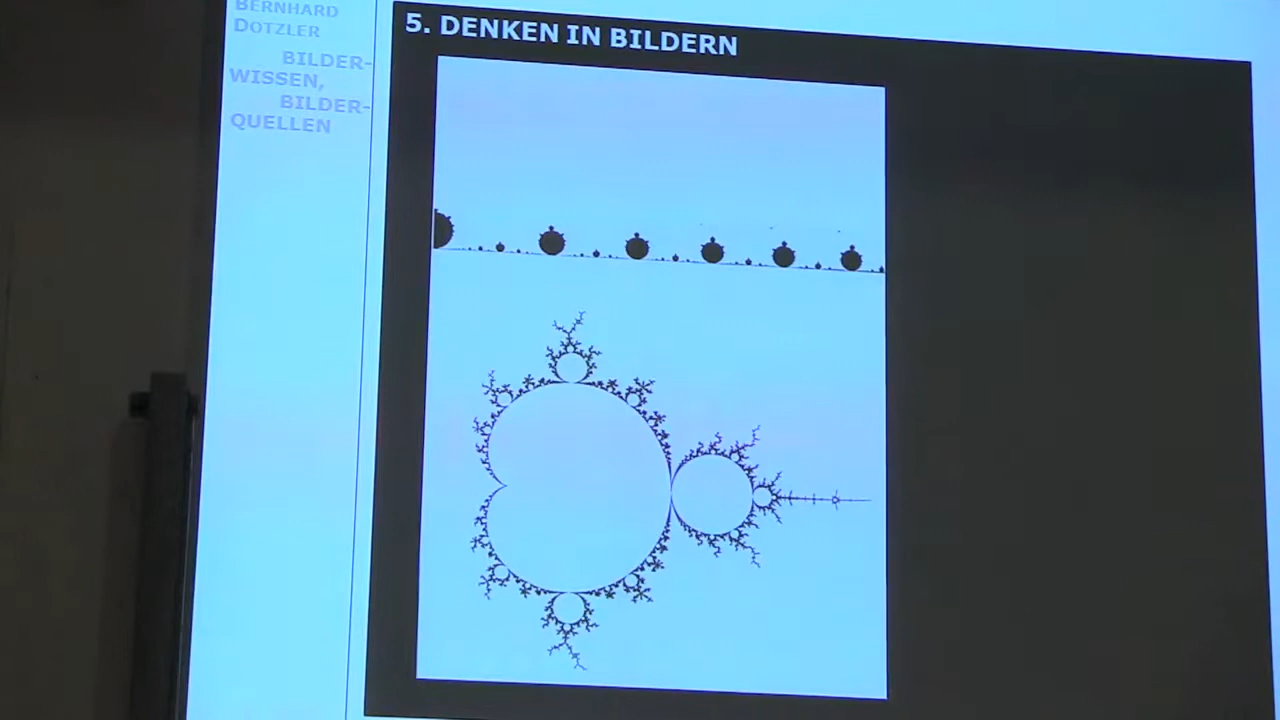 BERNHARD
DOTZLER
BILDER-
WISSEN,
BILDER-
QUELLEN
5. DENKEN IN BILDERN